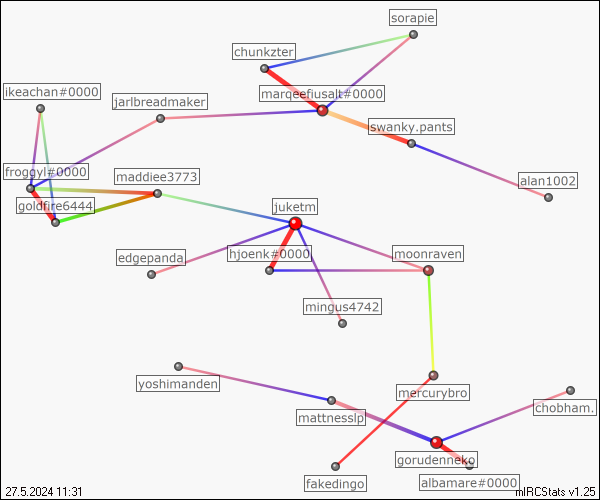 sorapie
chunkzter
ikeachan#0000
marqeefiusalt#0000
jarlbreadmaker
swanky.pants
froggyl#0000
maddiee3773
alan1002
goldfire6444
juketm
edgepanda
hjoenk#0000
moonraven
mingus4742
yoshimanden
mercurybro
mattnessip
chobham.
gorudenneko
fakedingo
albamare#0000
27.5.2024 11:31
mIRCStats v1.25